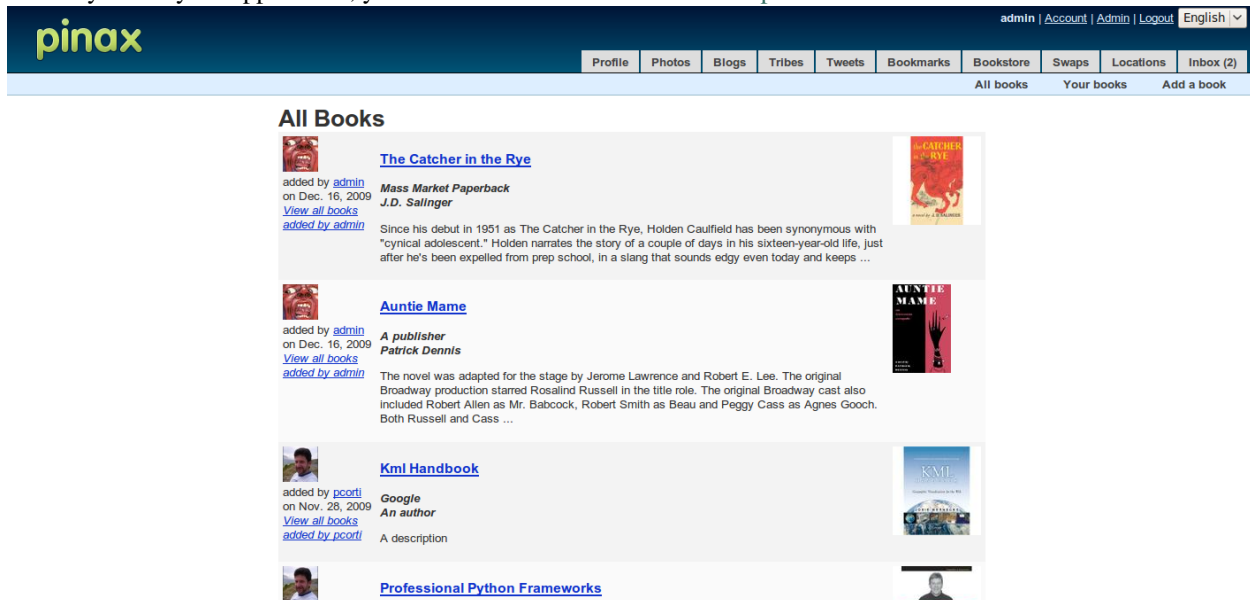 pinax
admin | Account | Admin | Logout English
Profile Photos Blogs Tribes Tweets Bookmarks Bookstore Swaps Locations Inbox (2)
All books Your books Add a book
All Books
The Catcher in the Rye
added by admin
on Dec. 16, 2009
View all books
added by admin
Mass Market Paperback
J.D. Salinger
Since his debut in 1951 as The Catcher in the Rye, Holden Caulfield has been synonymous with
"cynical adolescent." Holden narrates the story of a couple of days in his sixteen-year-old life, just
after he's been expelled from prep school, in a slang that sounds edgy even today and keeps ...
the CATCHER
in the RYE
a novel by J. D. SALINGER
Auntie Mame
added by admin
on Dec. 16, 2009
View all books
added by admin
A publisher
Patrick Dennis
The novel was adapted for the stage by Jerome Lawrence and Robert E. Lee. The original
Broadway production starred Rosalind Russell in the title role. The original Broadway cast also
included Robert Allen as Mr. Babcock, Robert Smith as Beau and Peggy Cass as Agnes Gooch.
Both Russell and Cass ...
AUNTIE
MAME
Kml Handbook
added by pcorti
on Nov. 28, 2009
View all books
added by pcorti
Google
An author
A description
KML
Professional Python Frameworks